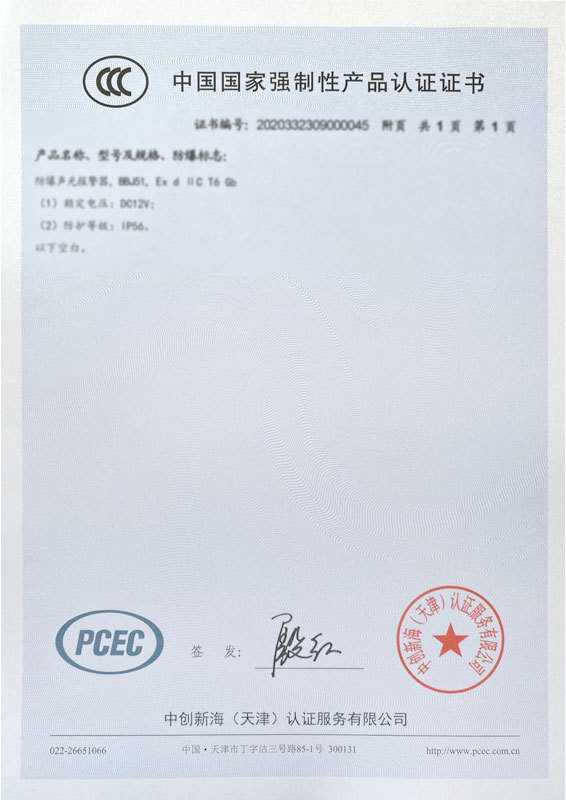 CCC 中国国家强制性产品认证证书
证书编号：2020332309000045 附页 共 1 页 第 1 页
产品名称、型号及规格、防爆标志：
防爆声光报警器，BBJ51，Ex d ⅡC T6 Gb
（1）额定电压：DC12V；
（2）防护等级：IP56。
以下空白。
PCEC
签 发：殷红
中创新海（天津）认证服务有限公司
中创新海（天津）认证服务有限公司
022-26651066 中国·天津市丁字沽三号路85-1号 300131 http://www.pcec.com.cn